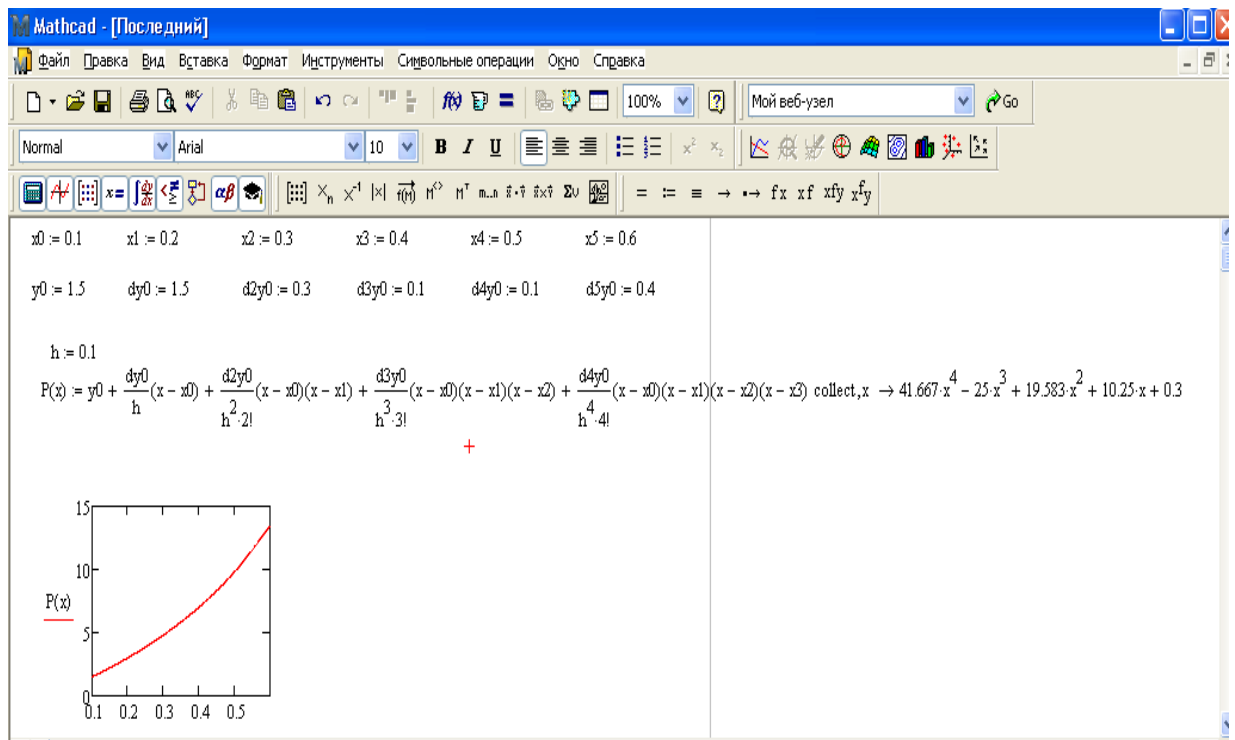 Mathcad - [Последний]
Файл Правка Вид Вставка Формат Инструменты Символьные операции Окно Справка
100% Мой веб-узел Go
Normal Arial 10 B I U
x0 := 0.1 x1 := 0.2 x2 := 0.3 x3 := 0.4 x4 := 0.5 x5 := 0.6
y0 := 1.5 dy0 := 1.5 d2y0 := 0.3 d3y0 := 0.1 d4y0 := 0.1 d5y0 := 0.4
h := 0.1
P(x) := y0 + dy0/h (x − x0) + d2y0/h^2·2! (x − x0)(x − x1) + d3y0/h^3·3! (x − x0)(x − x1)(x − x2) + d4y0/h^4·4! (x − x0)(x − x1)(x − x2)(x − x3) collect,x → 41.667·x^4 − 25·x^3 + 19.583·x^2 + 10.25·x + 0.3
15
10
P(x)
5
0
0.1 0.2 0.3 0.4 0.5